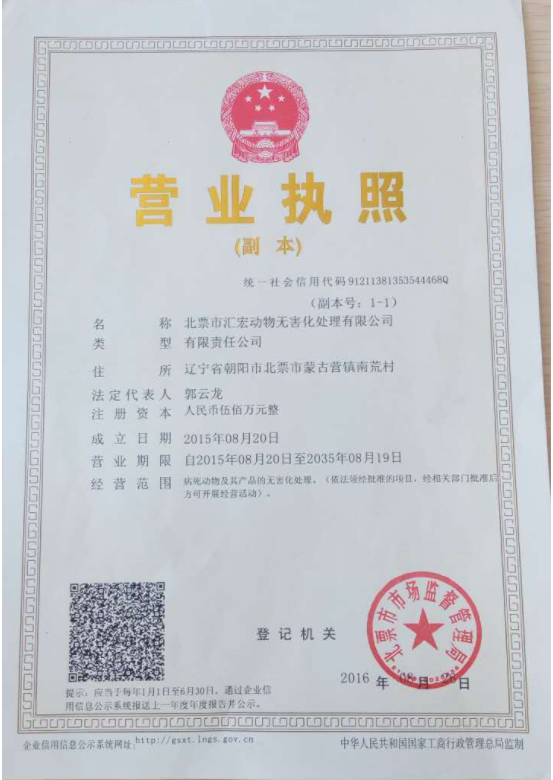 营业执照
(副 本)
统一社会信用代码 91211381353544468Q
(副本号: 1-1)
名 称 北票市汇宏动物无害化处理有限公司
类 型 有限责任公司
住 所 辽宁省朝阳市北票市蒙古营镇南荒村
法定代表人 郭云龙
注册资本 人民币伍佰万元整
成立日期 2015年08月20日
营业期限 自2015年08月20日至2035年08月19日
经营范围 病死动物及其产品的无害化处理。(依法须经批准的项目，经相关部门批准后
方可开展经营活动)。
登记机关
北票市市场监督管理局
2016 年 月 日
提示: 应当于每年1月1日至6月30日，通过企业信
用信息公示系统报送上一年度年度报告并公示。
企业信用信息公示系统网址: http://gsxt.lngs.gov.cn
中华人民共和国国家工商行政管理总局监制